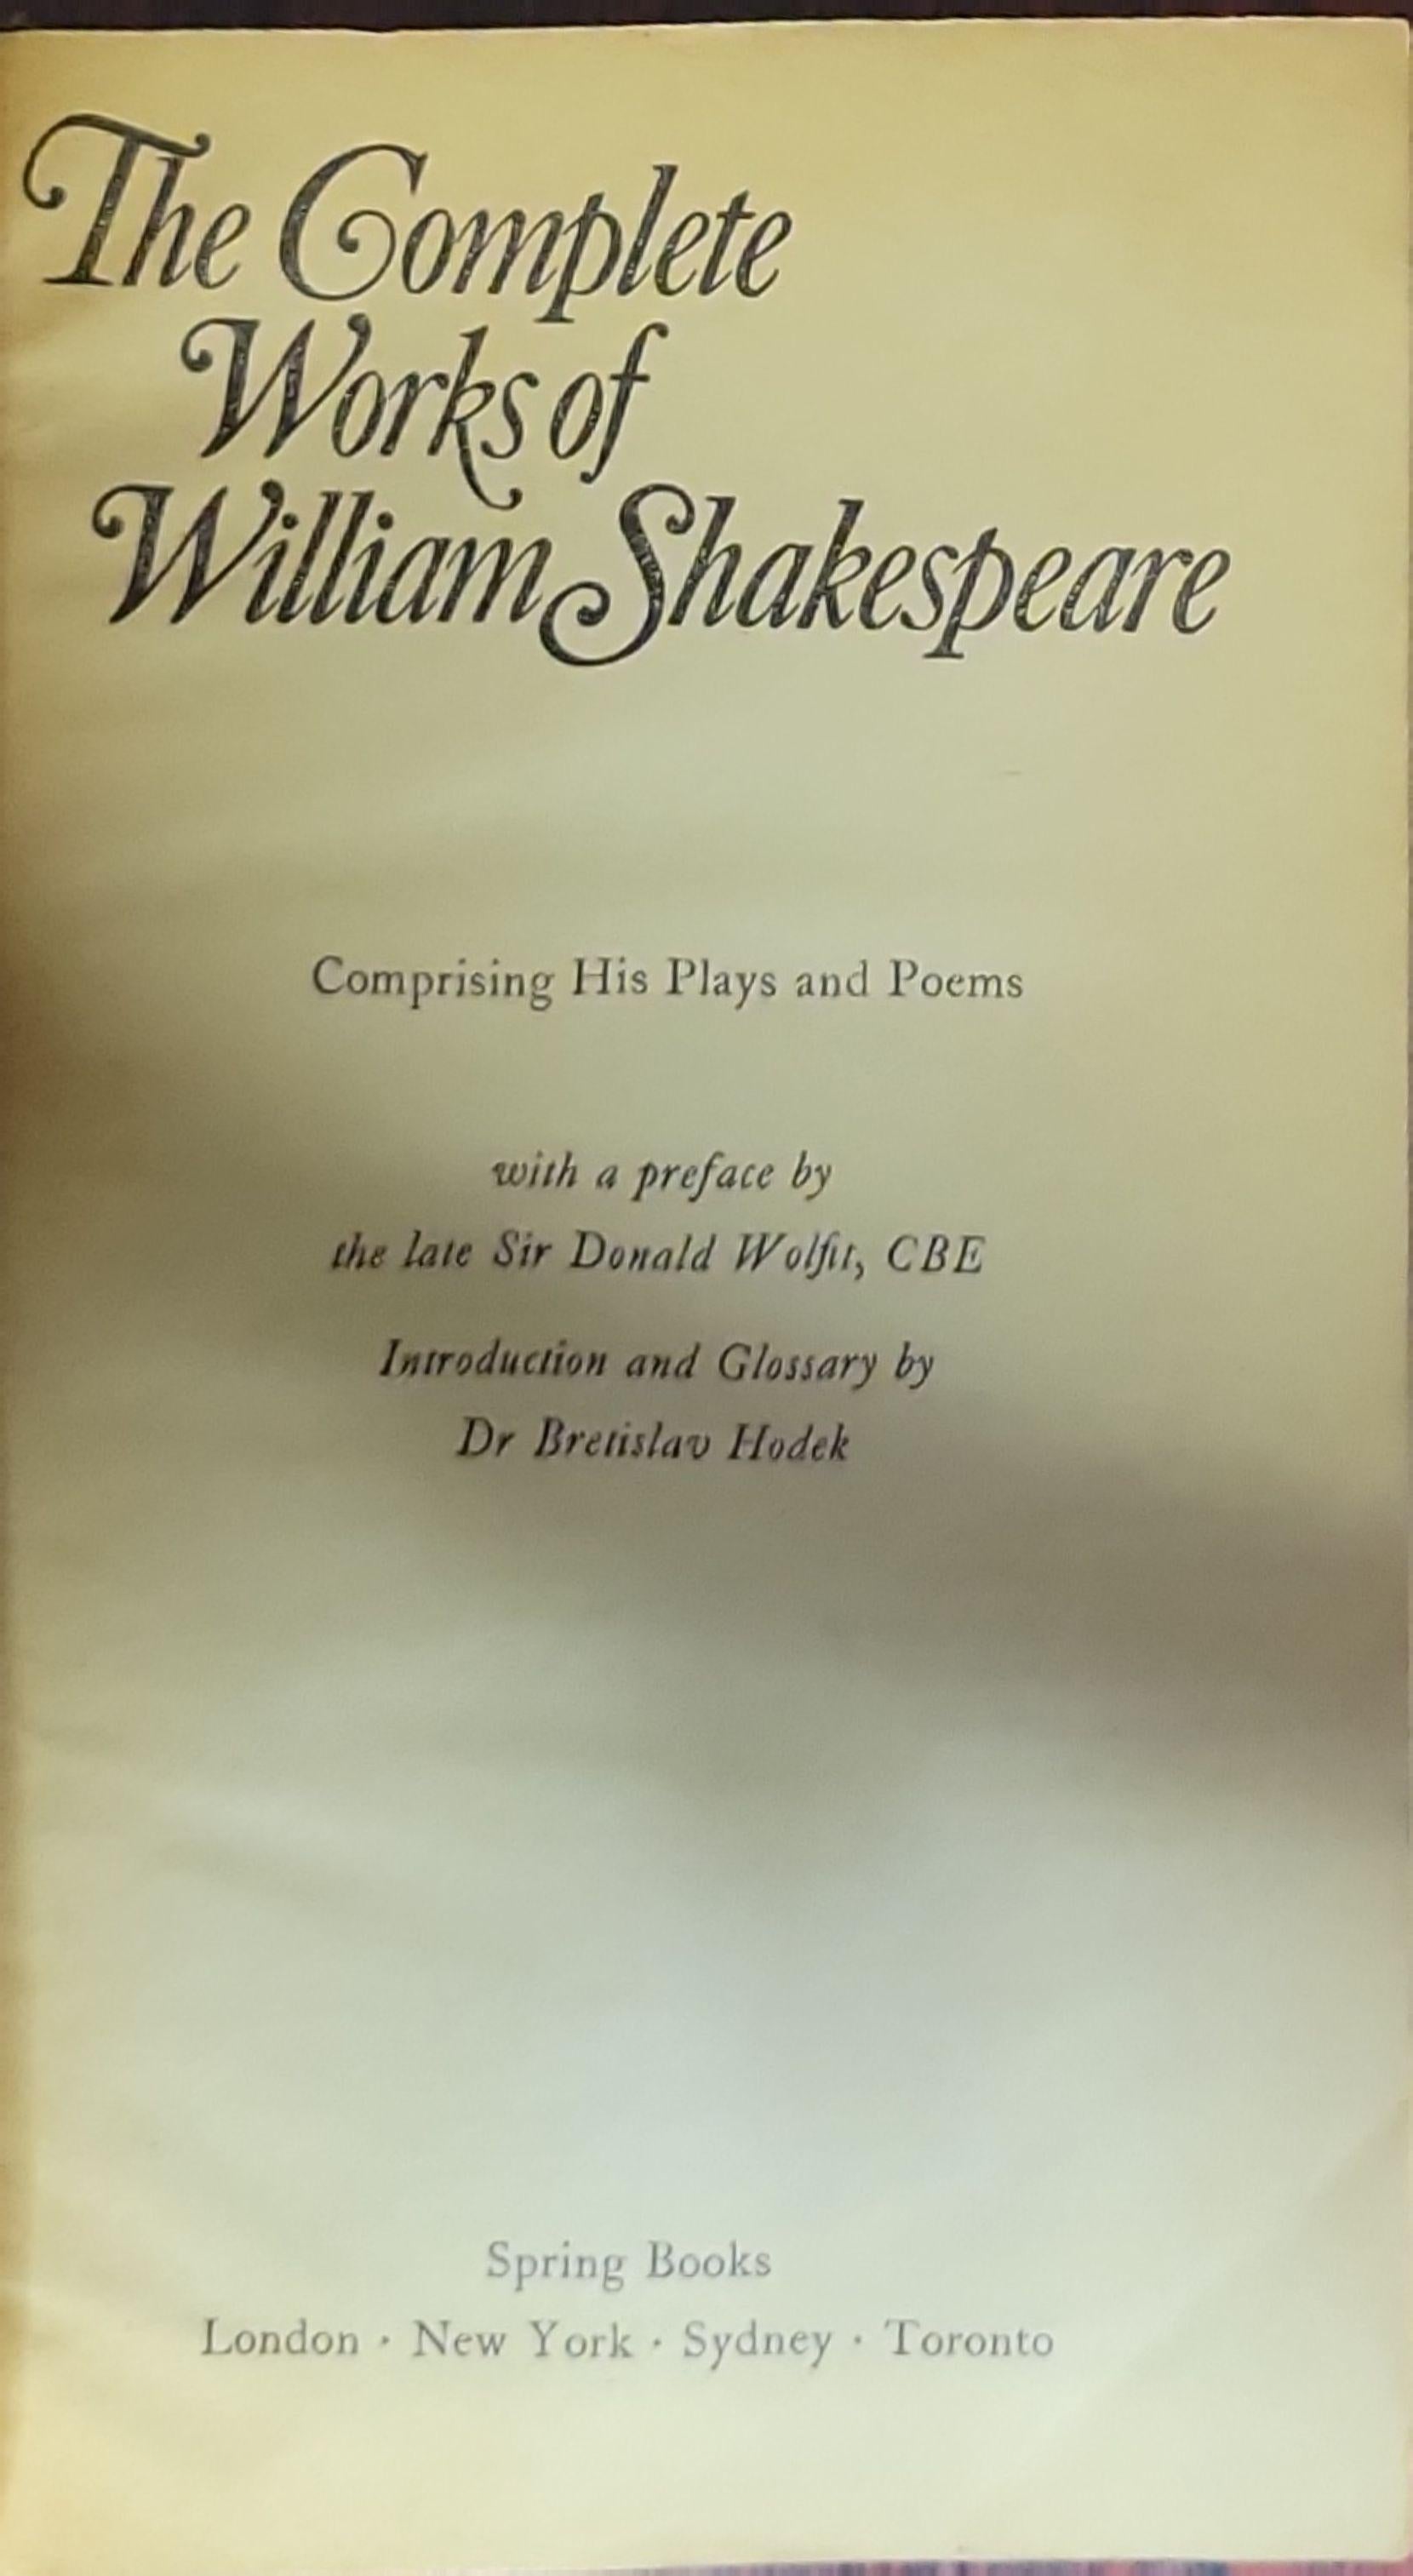 The Complete
Works of
William Shakespeare
Comprising His Plays and Poems
with a preface by
the late Sir Donald Wolfit, CBE
Introduction and Glossary by
Dr Bretislav Hodek
Spring Books
London · New York · Sydney · Toronto